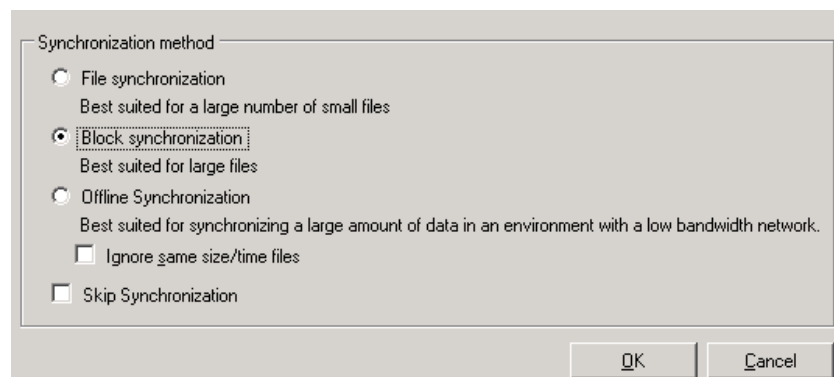 Synchronization method
File synchronization
Best suited for a large number of small files
Block synchronization
Best suited for large files
Offline Synchronization
Best suited for synchronizing a large amount of data in an environment with a low bandwidth network.
Ignore same size/time files
Skip Synchronization
OK Cancel